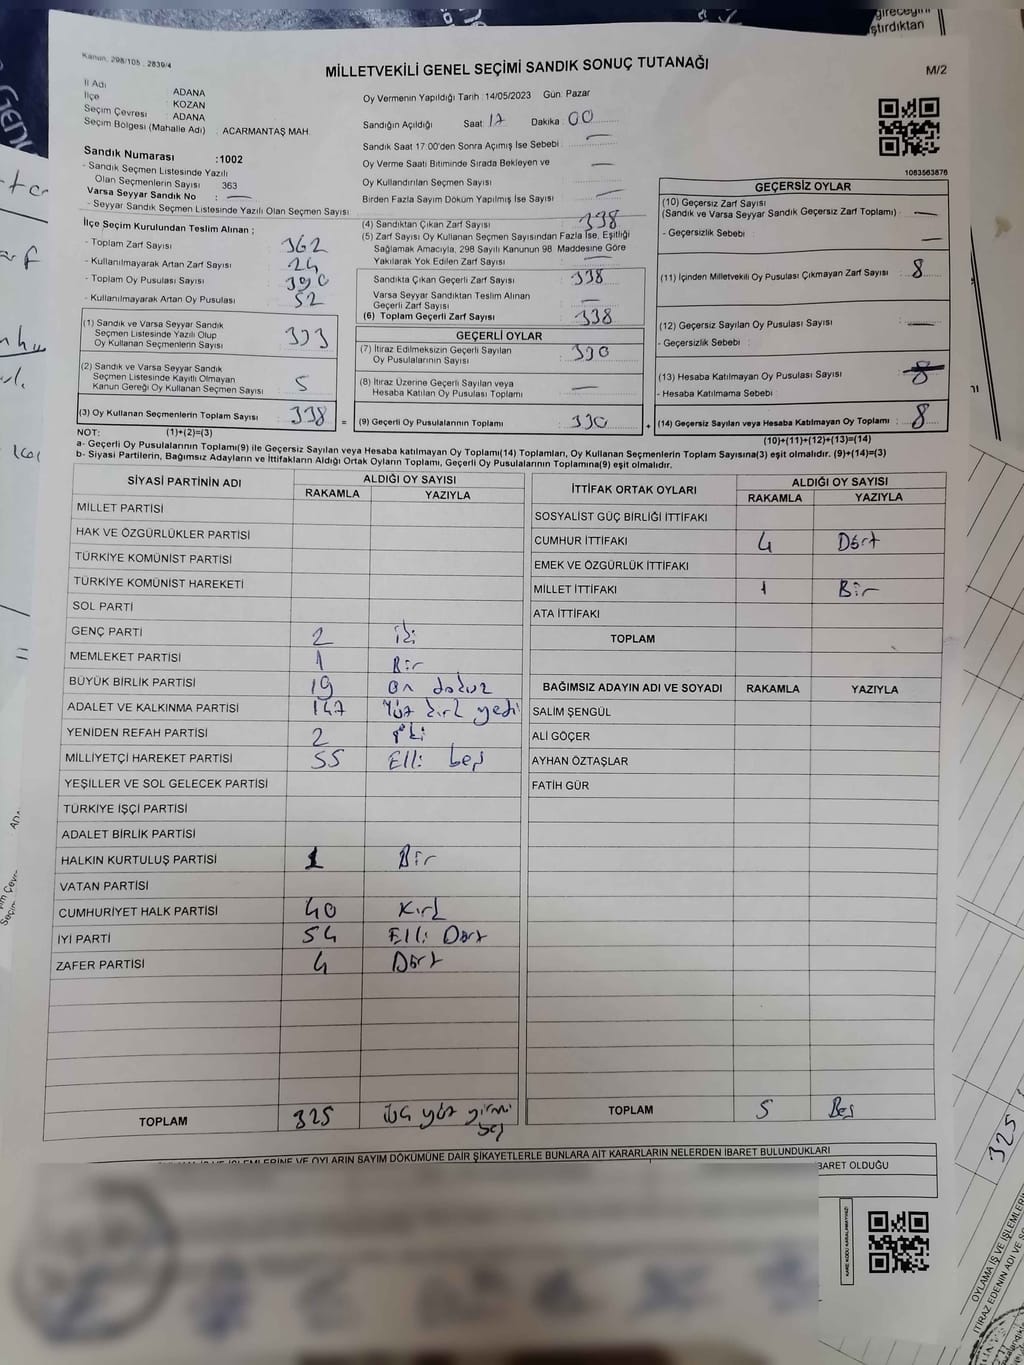 gireceğini
ştırdıktan
Kanun, 298/105 . 2839/4
MİLLETVEKİLİ GENEL SEÇİMİ SANDIK SONUÇ TUTANAĞI
M/2
İl Adı ADANA
İlçe KOZAN
Seçim Çevresi : ADANA
Seçim Bölgesi (Mahalle Adı) : ACARMANTAŞ MAH.
Sandık Numarası :1002
- Sandık Seçmen Listesinde Yazılı
Olan Seçmenlerin Sayısı 363
Varsa Seyyar Sandık No : —
- Seyyar Sandık Seçmen Listesinde Yazılı Olan Seçmen Sayısı
İlçe Seçim Kurulundan Teslim Alınan ;
- Toplam Zarf Sayısı 362
- Kullanılmayarak Artan Zarf Sayısı : 24
- Toplam Oy Pusulası Sayısı : 390
- Kullanılmayarak Artan Oy Pusulası 52
(1) Sandık ve Varsa Seyyar Sandık
Seçmen Listesinde Yazılı Olup
Oy Kullanan Seçmenlerin Sayısı : 333
(2) Sandık ve Varsa Seyyar Sandık
Seçmen Listesinde Kayıtlı Olmayan
Kanun Gereği Oy Kullanan Seçmen Sayısı : 5
(3) Oy Kullanan Seçmenlerin Toplam Sayısı : 338
Oy Vermenin Yapıldığı Tarih : 14/05/2023 Gün: Pazar
Sandığın Açıldığı Saat: 17 Dakika : 00
Sandık Saat 17:00'den Sonra Açımış İse Sebebi : —
Oy Verme Saati Bitiminde Sırada Bekleyen ve —
Oy Kullandırılan Seçmen Sayısı
Birden Fazla Sayım Döküm Yapılmış İse Sayısı : —
(4) Sandıktan Çıkan Zarf Sayısı : 338
(5) Zarf Sayısı Oy Kullanan Seçmen Sayısından Fazla İse, Eşitliği
Sağlamak Amacıyla, 298 Sayılı Kanunun 98. Maddesine Göre
Yakılarak Yok Edilen Zarf Sayısı : —
Sandıkta Çıkan Geçerli Zarf Sayısı : 338
Varsa Seyyar Sandıktan Teslim Alınan
Geçerli Zarf Sayısı : —
(6) Toplam Geçerli Zarf Sayısı : 338
GEÇERLİ OYLAR
(7) İtiraz Edilmeksizin Geçerli Sayılan
Oy Pusulalarının Sayısı : 330
(8) İtiraz Üzerine Geçerli Sayılan veya
Hesaba Katılan Oy Pusulası Toplamı : —
= (9) Geçerli Oy Pusulalarının Toplamı : 330
1083563876
GEÇERSİZ OYLAR
(10) Geçersiz Zarf Sayısı
(Sandık ve Varsa Seyyar Sandık Geçersiz Zarf Toplamı) : —
- Geçersizlik Sebebi : —
(11) İçinden Milletvekili Oy Pusulası Çıkmayan Zarf Sayısı : 8
(12) Geçersiz Sayılan Oy Pusulası Sayısı : —
- Geçersizlik Sebebi :
(13) Hesaba Katılmayan Oy Pusulası Sayısı : 8
- Hesaba Katılmama Sebebi :
+ (14) Geçersiz Sayılan veya Hesaba Katılmayan Oy Toplamı : 8
NOT: (1)+(2)=(3)
(10)+(11)+(12)+(13)=(14)
a- Geçerli Oy Pusulalarının Toplamı(9) ile Geçersiz Sayılan veya Hesaba katılmayan Oy Toplamı(14) Toplamları, Oy Kullanan Seçmenlerin Toplam Sayısına(3) eşit olmalıdır. (9)+(14)=(3)
b- Siyasi Partilerin, Bağımsız Adayların ve İttifakların Aldığı Ortak Oyların Toplamı, Geçerli Oy Pusulalarının Toplamına(9) eşit olmalıdır.
SİYASİ PARTİNİN ADI ALDIĞI OY SAYISI
RAKAMLA YAZIYLA
MİLLET PARTİSİ
HAK VE ÖZGÜRLÜKLER PARTİSİ
TÜRKİYE KOMÜNİST PARTİSİ
TÜRKİYE KOMÜNİST HAREKETİ
SOL PARTİ
GENÇ PARTİ 2 iki
MEMLEKET PARTİSİ 1 Bir
BÜYÜK BİRLİK PARTİSİ 19 On dokuz
ADALET VE KALKINMA PARTİSİ 147 Yüz kırk yedi
YENİDEN REFAH PARTİSİ 2 iki
MİLLİYETÇİ HAREKET PARTİSİ 55 Elli beş
YEŞİLLER VE SOL GELECEK PARTİSİ
TÜRKİYE İŞÇİ PARTİSİ
ADALET BİRLİK PARTİSİ
HALKIN KURTULUŞ PARTİSİ 1 Bir
VATAN PARTİSİ
CUMHURİYET HALK PARTİSİ 40 Kırk
İYİ PARTİ 54 Elli Dört
ZAFER PARTİSİ 4 Dört
TOPLAM 325 üç yüz yirmi beş
İTTİFAK ORTAK OYLARI ALDIĞI OY SAYISI
RAKAMLA YAZIYLA
SOSYALİST GÜÇ BİRLİĞİ İTTİFAKI
CUMHUR İTTİFAKI 4 Dört
EMEK VE ÖZGÜRLÜK İTTİFAKI
MİLLET İTTİFAKI 1 Bir
ATA İTTİFAKI
TOPLAM
BAĞIMSIZ ADAYIN ADI VE SOYADI RAKAMLA YAZIYLA
SALİM ŞENGÜL
ALİ GÖÇER
AYHAN ÖZTAŞLAR
FATİH GÜR
TOPLAM 5 Beş
VE OYLARIN SAYIM DÖKÜMÜNE DAİR ŞİKAYETLERLE BUNLARA AİT KARARLARIN NELERDEN İBARET BULUNDUKLARI
BARET OLDUĞU
325
OYLAMA İŞ VE İŞLEMLERİN
İTİRAZ EDENİN ADI VE SO